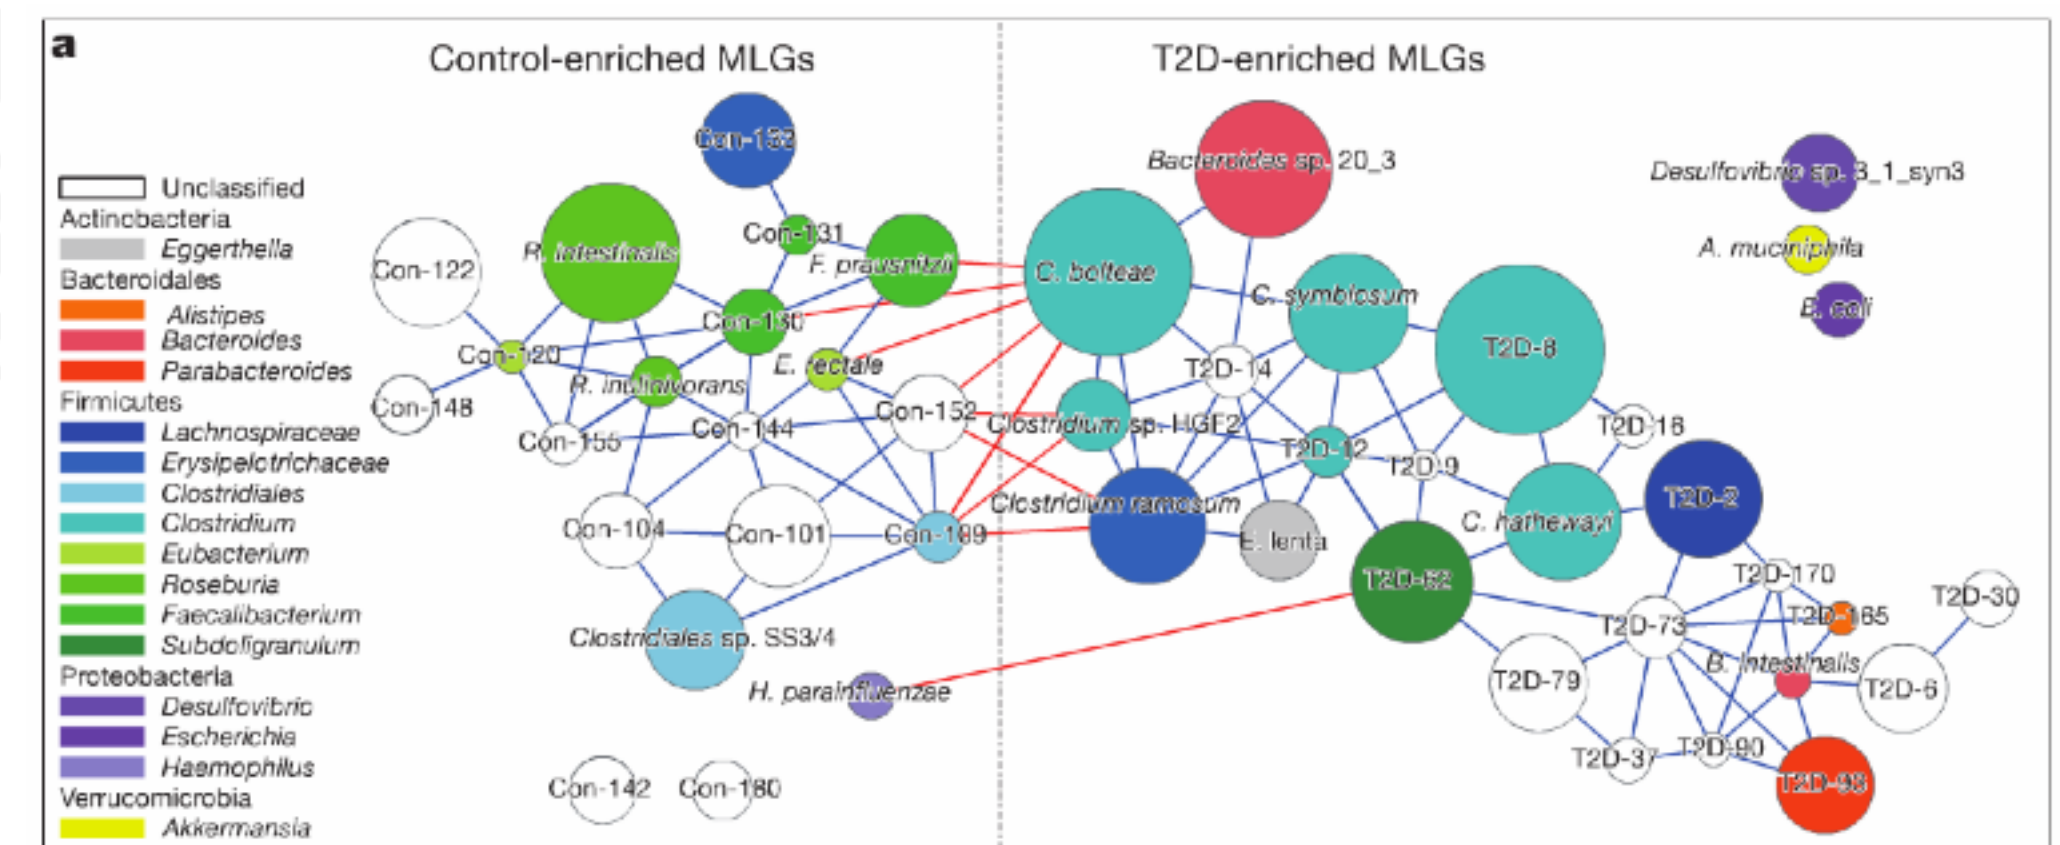 a
Control-enriched MLGs
T2D-enriched MLGs
Unclassified
Actinobacteria
Eggerthella
Bacteroidales
Alistipes
Bacteroides
Parabacteroides
Firmicutes
Lachnospiraceae
Erysipelotrichaceae
Clostridiales
Clostridium
Eubacterium
Roseburia
Faecalibacterium
Subdoligranulum
Proteobacteria
Desulfovibrio
Escherichia
Haemophilus
Verrucomicrobia
Akkermansia
Con-133
Con-131
Con-122
R. intestinalis
F. prausnitzii
Con-130
Con-120
E. rectale
R. inulinivorans
Con-148
Con-152
Con-155
Con-144
Con-104
Con-101
Con-109
Clostridiales sp. SS3/4
H. parainfluenzae
Con-142
Con-180
Bacteroides sp. 20_3
C. bolteae
C. symbiosum
T2D-8
T2D-14
Clostridium sp. HGF2
T2D-12
T2D-9
T2D-16
Clostridium ramosum
E. lenta
C. hathewayi
T2D-2
T2D-62
T2D-170
T2D-165
T2D-73
T2D-30
B. intestinalis
T2D-79
T2D-6
T2D-37
T2D-90
T2D-93
Desulfovibrio sp. 3_1_syn3
A. muciniphila
E. coli